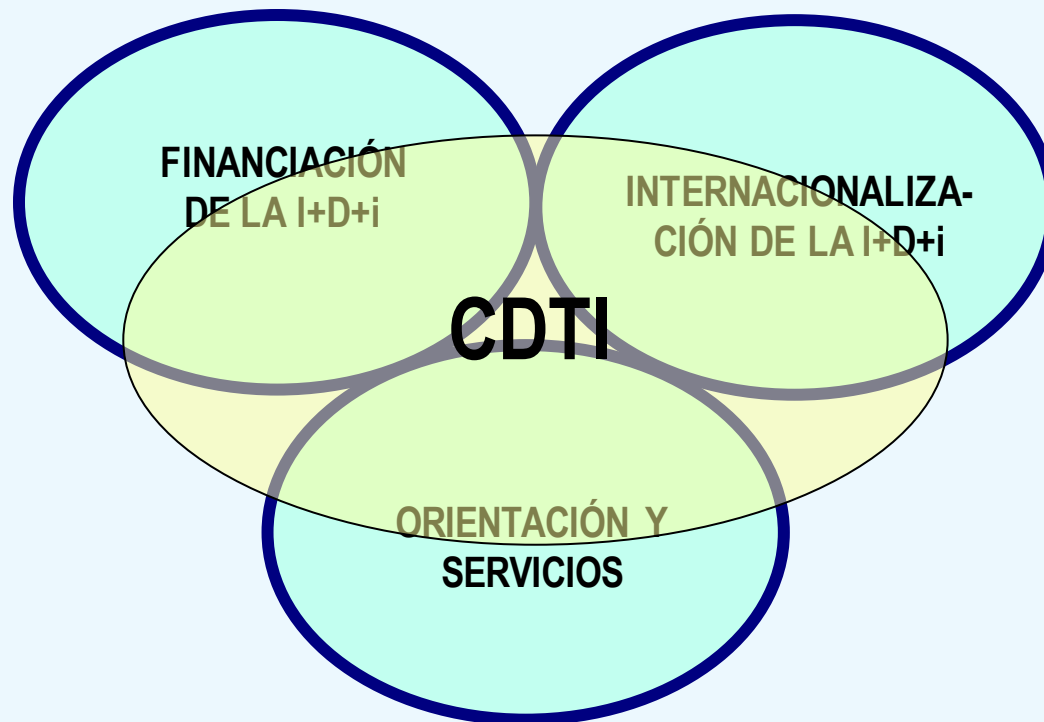 FINANCIACIÓN
DE LA I+D+i
INTERNACIONALIZA-
CIÓN DE LA I+D+i
CDTI
ORIENTACIÓN Y
SERVICIOS